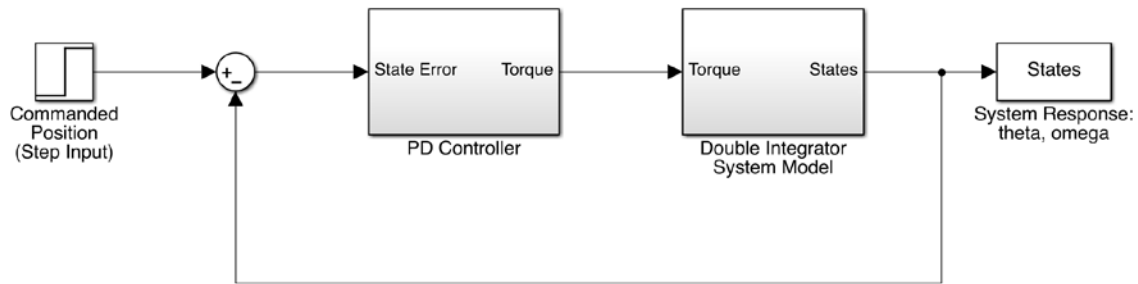 +
−
State Error
Torque
Torque
States
States
Commanded
Position
(Step Input)
PD Controller
Double Integrator
System Model
System Response:
theta, omega